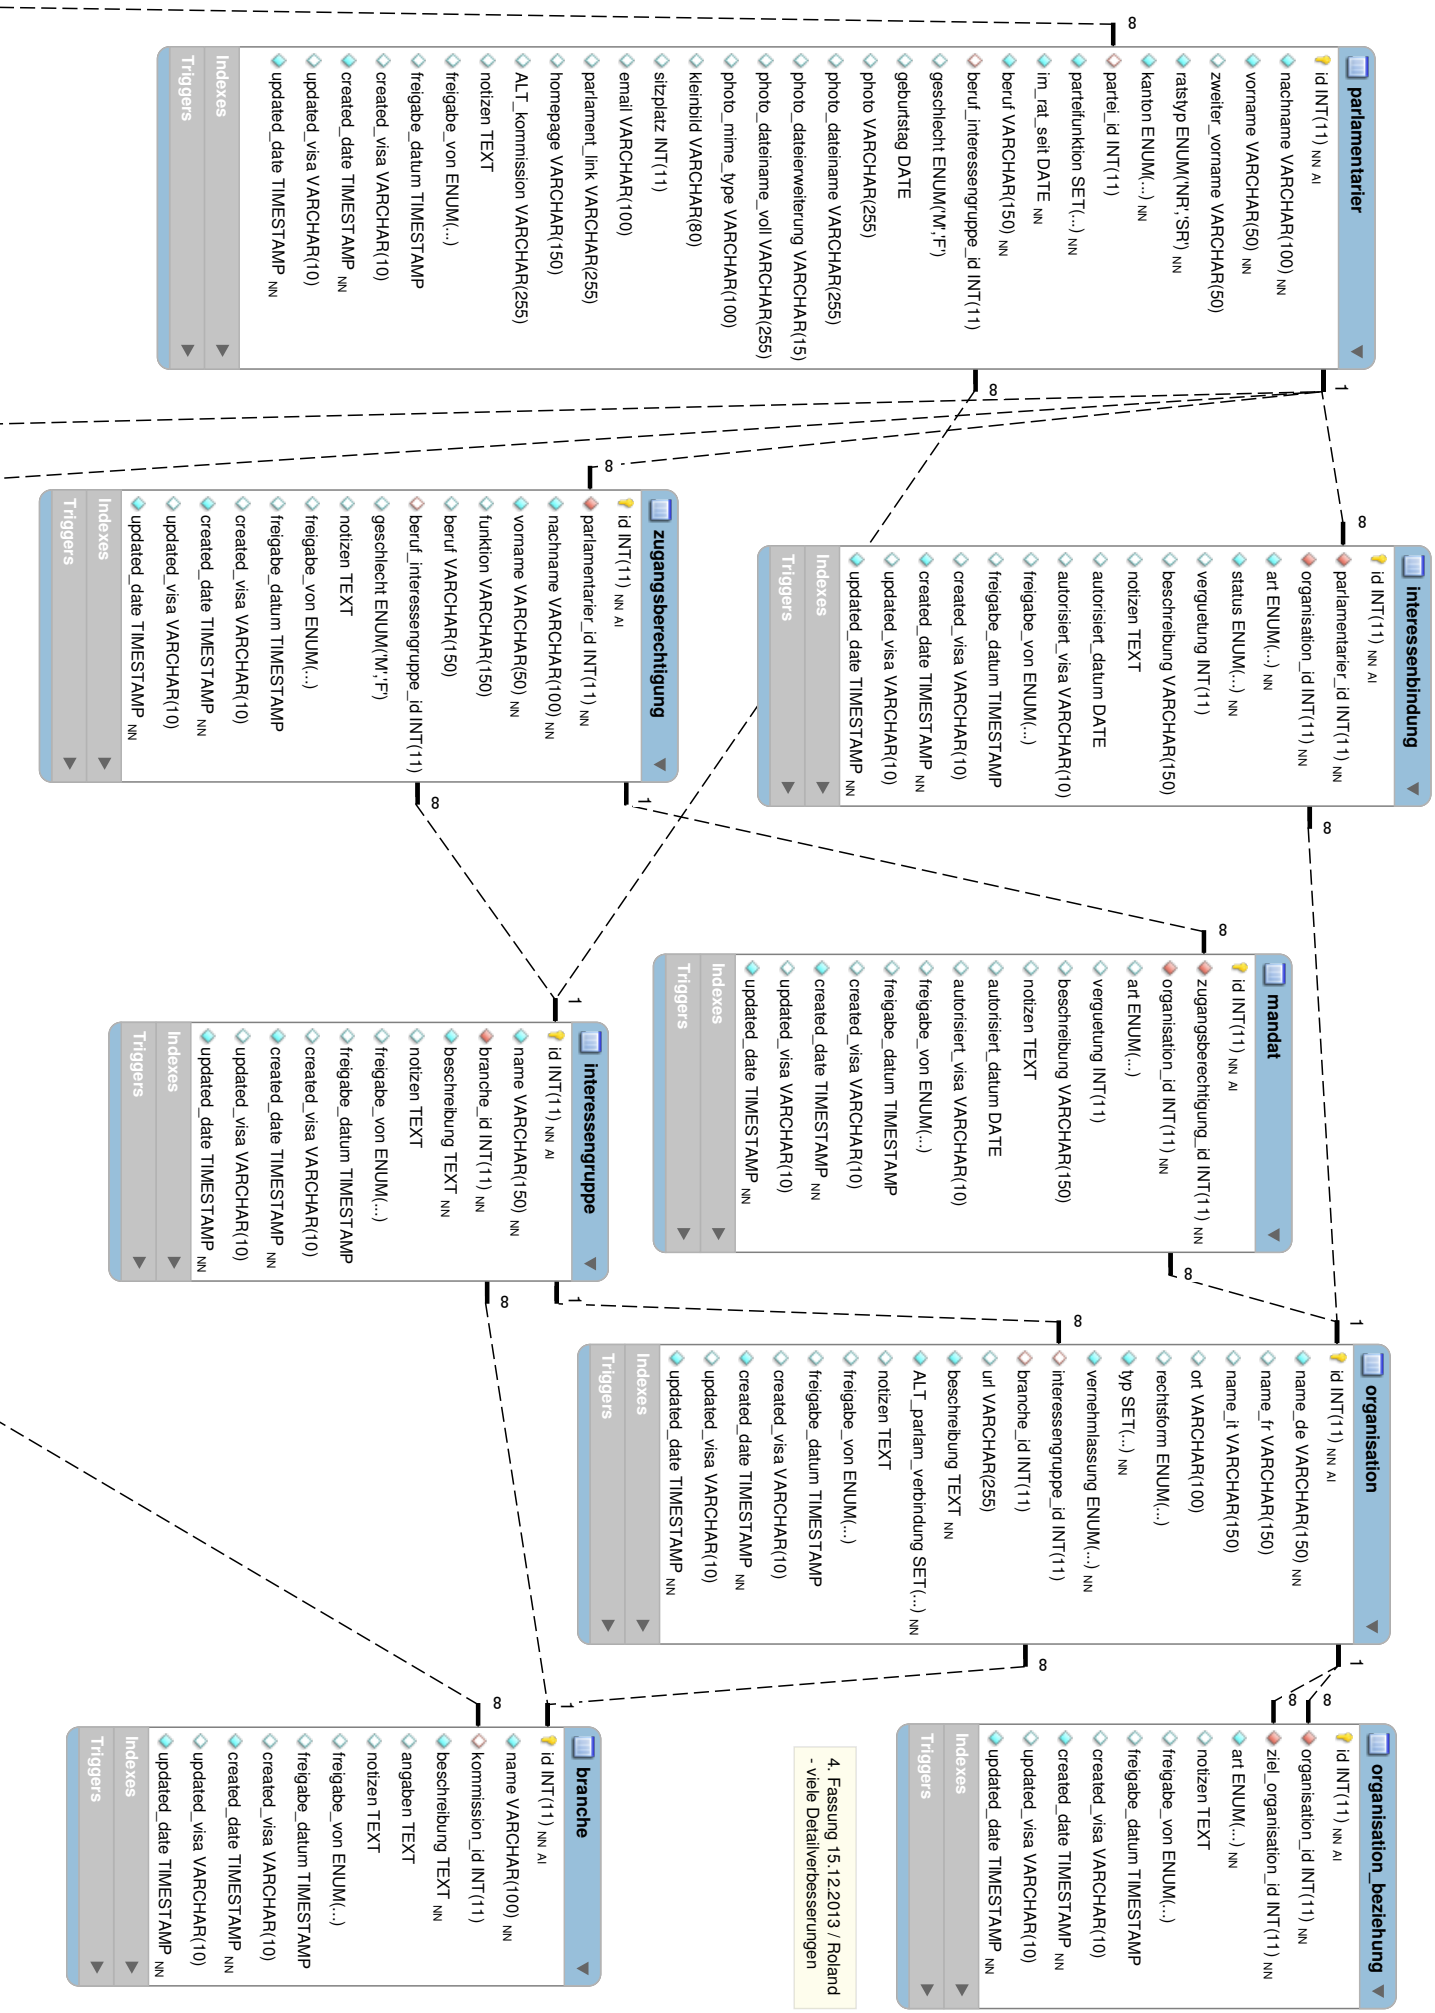 parlamentarier
id INT(11) NN AI
nachname VARCHAR(100) NN
vorname VARCHAR(50) NN
zweiter_vorname VARCHAR(50)
ratstyp ENUM('NR','SR') NN
kanton ENUM(...) NN
partei_id INT(11)
parteifunktion SET(...) NN
im_rat_seit DATE NN
beruf VARCHAR(150) NN
beruf_interessengruppe_id INT(11)
geschlecht ENUM('M','F')
geburtstag DATE
photo VARCHAR(255)
photo_dateiname VARCHAR(255)
photo_dateierweiterung VARCHAR(15)
photo_dateiname_voll VARCHAR(255)
photo_mime_type VARCHAR(100)
kleinbild VARCHAR(80)
sitzplatz INT(11)
email VARCHAR(100)
parlament_link VARCHAR(255)
homepage VARCHAR(150)
ALT_kommission VARCHAR(255)
notizen TEXT
freigabe_von ENUM(...)
freigabe_datum TIMESTAMP
created_visa VARCHAR(10)
created_date TIMESTAMP NN
updated_visa VARCHAR(10)
updated_date TIMESTAMP NN
Indexes
Triggers
8
8
1
8
8
interessenbindung
id INT(11) NN AI
parlamentarier_id INT(11) NN
organisation_id INT(11) NN
art ENUM(...) NN
status ENUM(...) NN
verguetung INT(11)
beschreibung VARCHAR(150)
notizen TEXT
autorisiert_datum DATE
autorisiert_visa VARCHAR(10)
freigabe_von ENUM(...)
freigabe_datum TIMESTAMP
created_visa VARCHAR(10)
created_date TIMESTAMP NN
updated_visa VARCHAR(10)
updated_date TIMESTAMP NN
Indexes
Triggers
8
zugangsberechtigung
id INT(11) NN AI
parlamentarier_id INT(11) NN
nachname VARCHAR(100) NN
vorname VARCHAR(50) NN
funktion VARCHAR(150)
beruf VARCHAR(150)
beruf_interessengruppe_id INT(11)
geschlecht ENUM('M','F')
notizen TEXT
freigabe_von ENUM(...)
freigabe_datum TIMESTAMP
created_visa VARCHAR(10)
created_date TIMESTAMP NN
updated_visa VARCHAR(10)
updated_date TIMESTAMP NN
Indexes
Triggers
1
8
8
mandat
id INT(11) NN AI
zugangsberechtigung_id INT(11) NN
organisation_id INT(11) NN
art ENUM(...)
verguetung INT(11)
beschreibung VARCHAR(150)
notizen TEXT
autorisiert_datum DATE
autorisiert_visa VARCHAR(10)
freigabe_von ENUM(...)
freigabe_datum TIMESTAMP
created_visa VARCHAR(10)
created_date TIMESTAMP NN
updated_visa VARCHAR(10)
updated_date TIMESTAMP NN
Indexes
Triggers
8
1
interessengruppe
id INT(11) NN AI
name VARCHAR(150) NN
branche_id INT(11) NN
beschreibung TEXT NN
notizen TEXT
freigabe_von ENUM(...)
freigabe_datum TIMESTAMP
created_visa VARCHAR(10)
created_date TIMESTAMP NN
updated_visa VARCHAR(10)
updated_date TIMESTAMP NN
Indexes
Triggers
1
8
1
8
organisation
id INT(11) NN AI
name_de VARCHAR(150) NN
name_fr VARCHAR(150)
name_it VARCHAR(150)
ort VARCHAR(100)
rechtsform ENUM(...)
typ SET(...) NN
vernehmlassung ENUM(...) NN
interessengruppe_id INT(11)
branche_id INT(11)
url VARCHAR(255)
beschreibung TEXT NN
ALT_parlam_verbindung SET(...) NN
notizen TEXT
freigabe_von ENUM(...)
freigabe_datum TIMESTAMP
created_visa VARCHAR(10)
created_date TIMESTAMP NN
updated_visa VARCHAR(10)
updated_date TIMESTAMP NN
Indexes
Triggers
1
8
8
8
organisation_beziehung
id INT(11) NN AI
organisation_id INT(11) NN
ziel_organisation_id INT(11) NN
art ENUM(...) NN
notizen TEXT
freigabe_von ENUM(...)
freigabe_datum TIMESTAMP
created_visa VARCHAR(10)
created_date TIMESTAMP NN
updated_visa VARCHAR(10)
updated_date TIMESTAMP NN
Indexes
Triggers
4. Fassung 15.12.2013 / Roland
- viele Detailverbesserungen
1
8
branche
id INT(11) NN AI
name VARCHAR(100) NN
kommission_id INT(11)
beschreibung TEXT NN
angaben TEXT
notizen TEXT
freigabe_von ENUM(...)
freigabe_datum TIMESTAMP
created_visa VARCHAR(10)
created_date TIMESTAMP NN
updated_visa VARCHAR(10)
updated_date TIMESTAMP NN
Indexes
Triggers